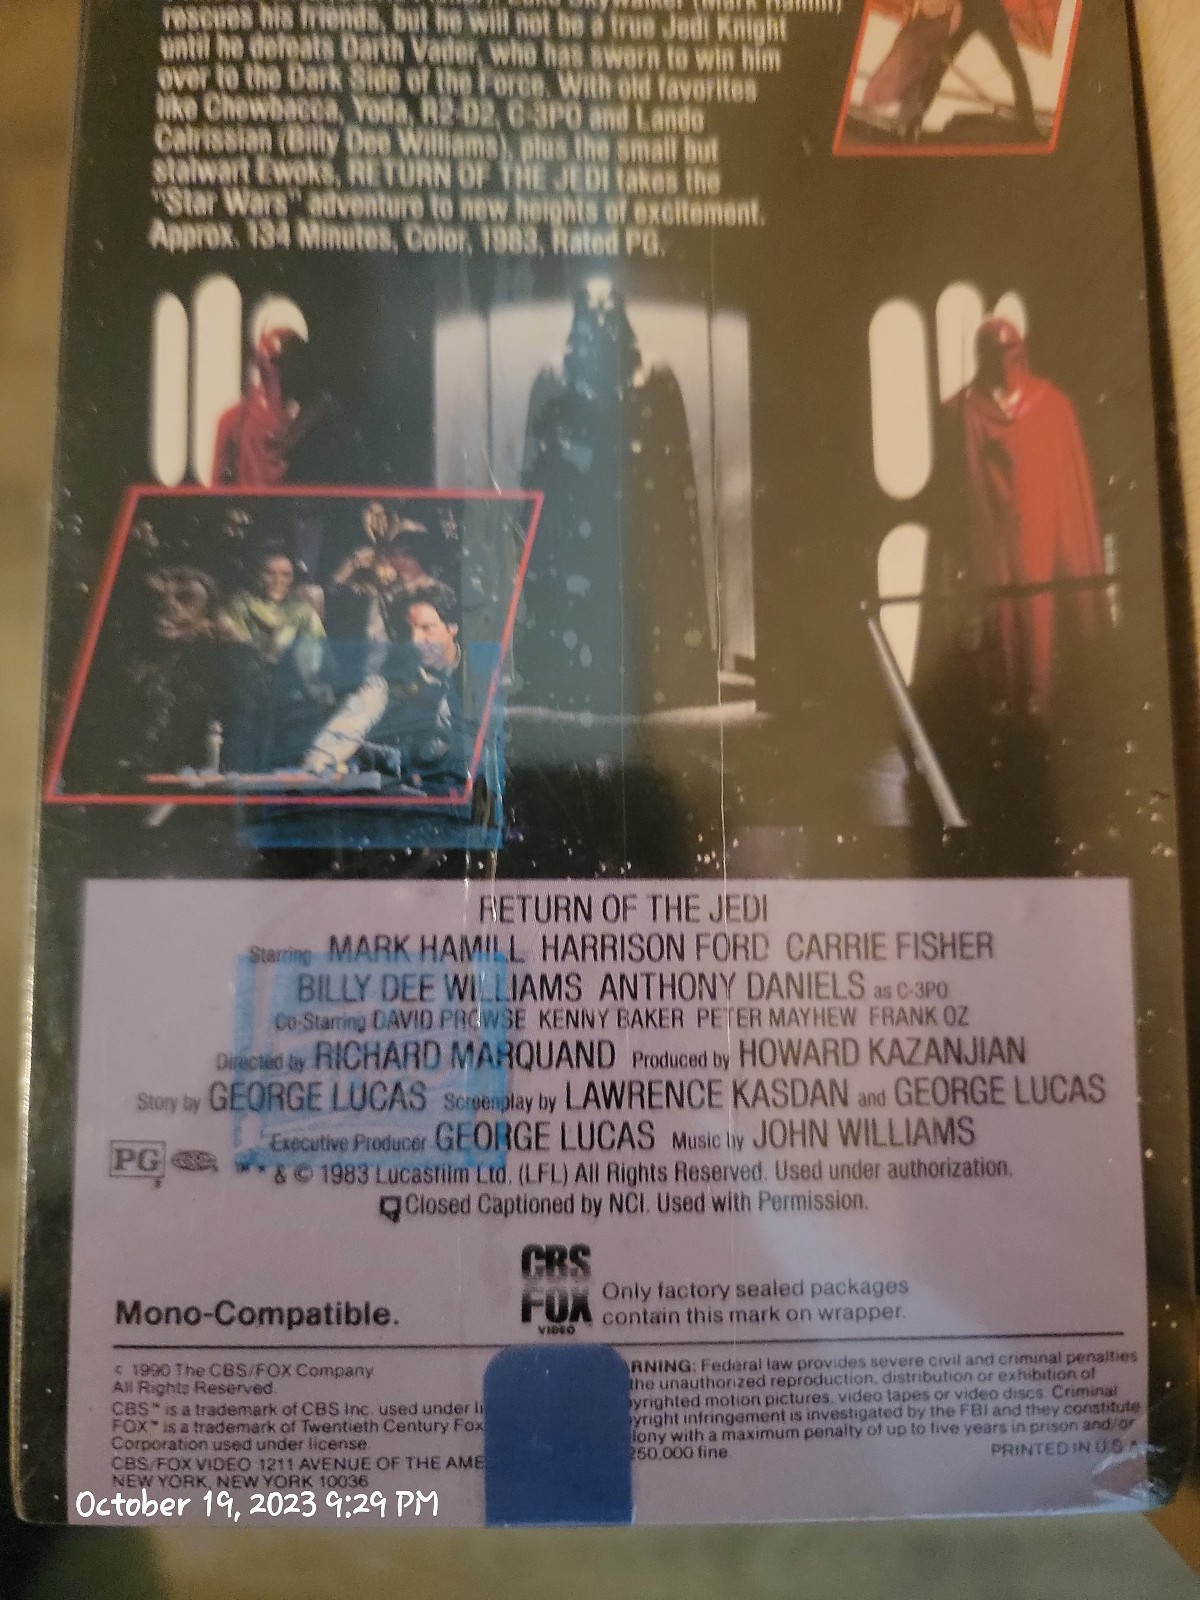 Luke Skywalker (Mark Hamill)
rescues his friends, but he will not be a true Jedi Knight
until he defeats Darth Vader, who has sworn to win him
over to the Dark Side of the Force. With old favorites
like Chewbacca, Yoda, R2-D2, C-3PO and Lando
Calrissian (Billy Dee Williams), plus the small but
stalwart Ewoks, RETURN OF THE JEDI takes the
"Star Wars" adventure to new heights of excitement.
Approx. 134 Minutes, Color, 1983, Rated PG.
RETURN OF THE JEDI
Starring MARK HAMILL HARRISON FORD CARRIE FISHER
BILLY DEE WILLIAMS ANTHONY DANIELS as C-3PO
Co-Starring DAVID PROWSE KENNY BAKER PETER MAYHEW FRANK OZ
Directed by RICHARD MARQUAND Produced by HOWARD KAZANJIAN
Story by GEORGE LUCAS Screenplay by LAWRENCE KASDAN and GEORGE LUCAS
Executive Producer GEORGE LUCAS Music by JOHN WILLIAMS
PG ™* & © 1983 Lucasfilm Ltd. (LFL) All Rights Reserved. Used under authorization.
Closed Captioned by NCI. Used with Permission.
CBS
FOX
VIDEO
Only factory sealed packages
contain this mark on wrapper.
Mono-Compatible.
© 1990 The CBS/FOX Company
All Rights Reserved.
CBS™ is a trademark of CBS Inc. used under li
FOX™ is a trademark of Twentieth Century Fox
Corporation used under license
CBS/FOX VIDEO 1211 AVENUE OF THE AME
NEW YORK, NEW YORK 10036
RNING: Federal law provides severe civil and criminal penalties
the unauthorized reproduction, distribution or exhibition of
yrighted motion pictures, video tapes or video discs. Criminal
yright infringement is investigated by the FBI and they constitute
lony with a maximum penalty of up to five years in prison and/or
250,000 fine.
PRINTED IN U.S.A.
October 19, 2023 9:29 PM